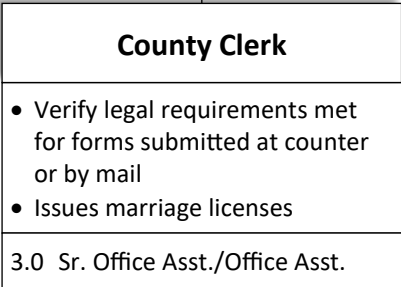 County Clerk
• Verify legal requirements met
for forms submitted at counter
or by mail
• Issues marriage licenses
3.0 Sr. Office Asst./Office Asst.